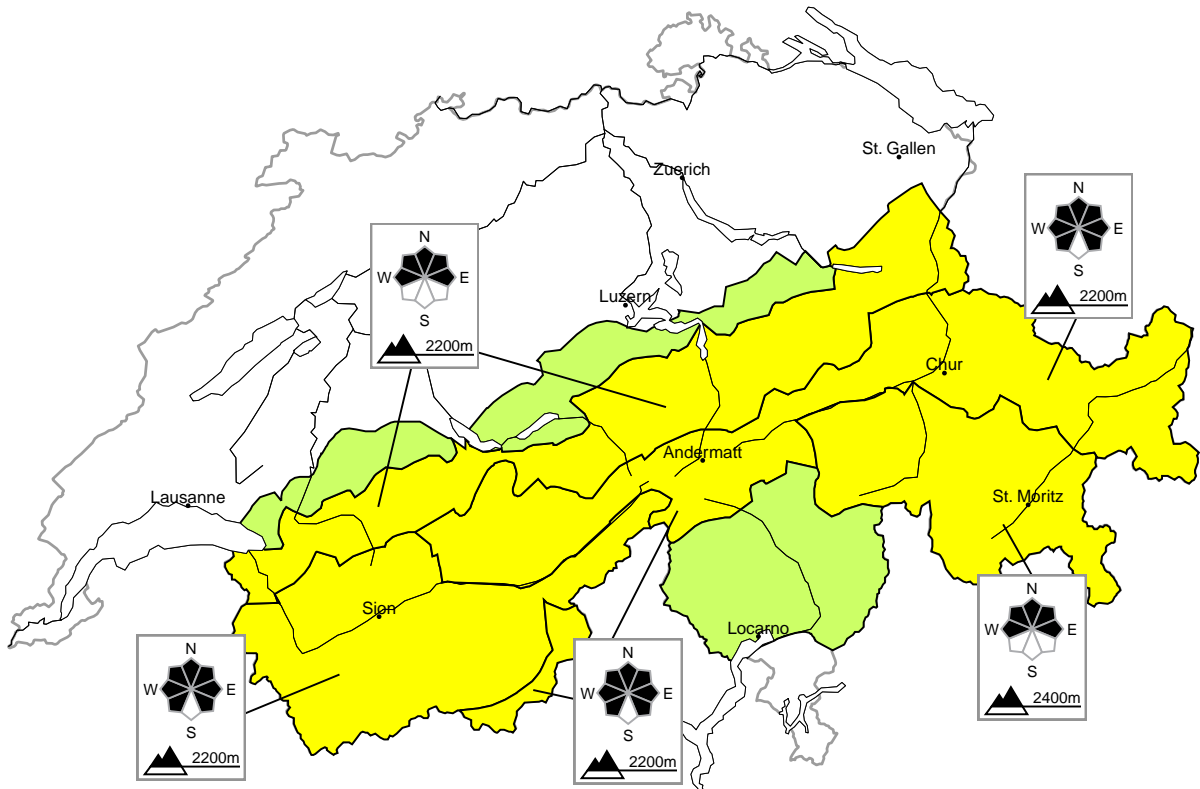 St. Gallen
Zuerich
N
W E
S
2200m
N
W E
S
2200m
Luzern
Chur
Andermatt
Lausanne
St. Moritz
Sion
Locarno
N
W E
S
2400m
N
W E
S
2200m
N
W E
S
2200m